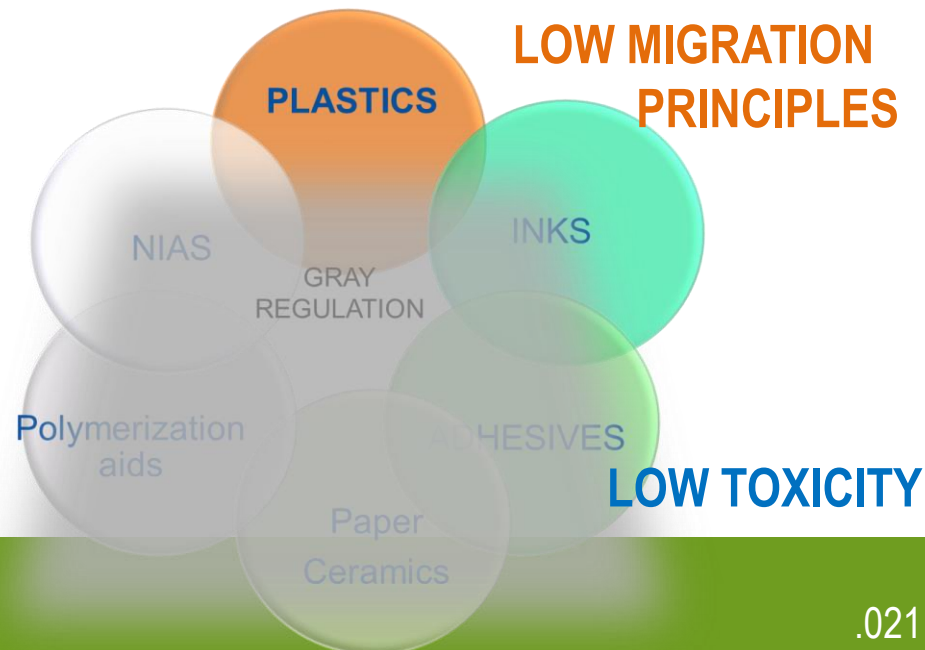 LOW MIGRATION
PRINCIPLES
PLASTICS
INKS
NIAS
GRAY
REGULATION
Polymerization
aids
ADHESIVES
LOW TOXICITY
Paper
Ceramics
.021